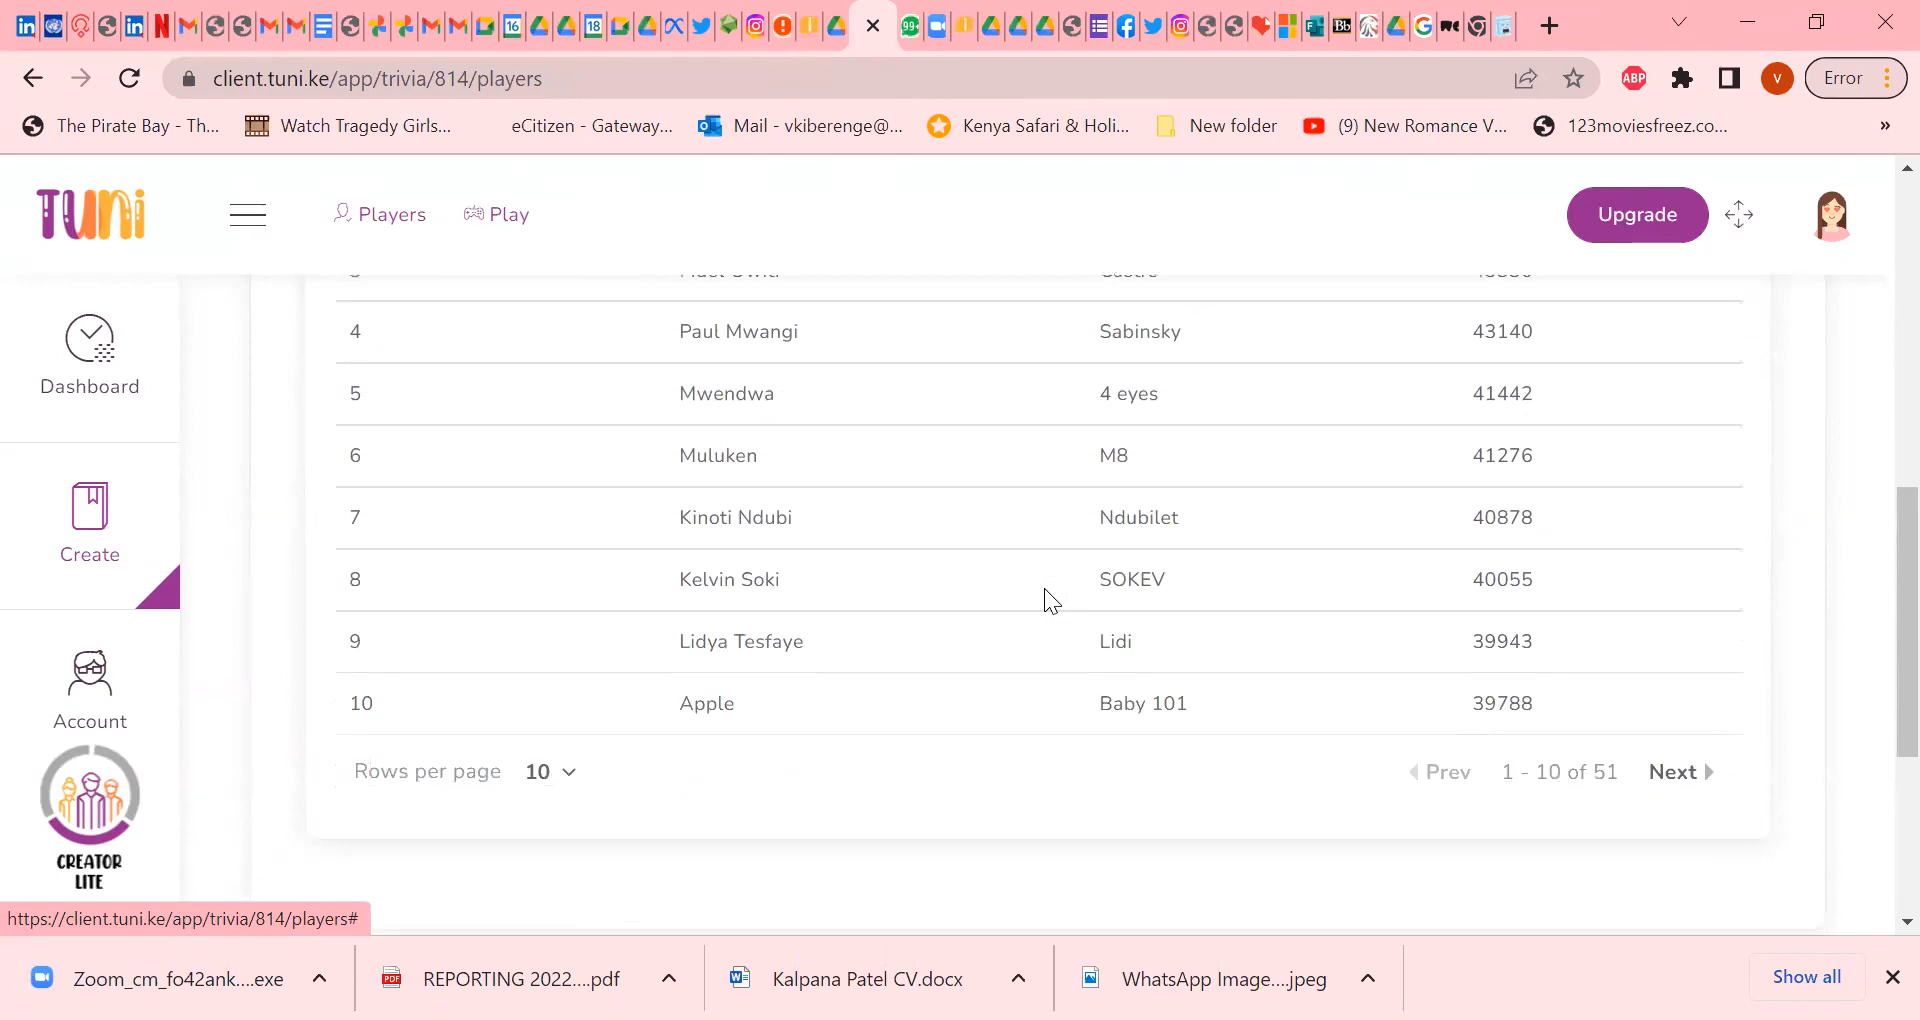 client.tuni.ke/app/trivia/814/players
Error
The Pirate Bay - Th...
Watch Tragedy Girls...
eCitizen - Gateway...
Mail - vkiberenge@...
Kenya Safari & Holi...
New folder
(9) New Romance V...
123moviesfreez.co...
»
TUNi
Players
Play
Upgrade
4 Paul Mwangi Sabinsky 43140
5 Mwendwa 4 eyes 41442
6 Muluken M8 41276
7 Kinoti Ndubi Ndubilet 40878
8 Kelvin Soki SOKEV 40055
9 Lidya Tesfaye Lidi 39943
10 Apple Baby 101 39788
Rows per page 10
Prev 1 - 10 of 51 Next
Dashboard
Create
Account
CREATOR
LITE
https://client.tuni.ke/app/trivia/814/players#
Zoom_cm_fo42ank....exe
REPORTING 2022....pdf
Kalpana Patel CV.docx
WhatsApp Image....jpeg
Show all